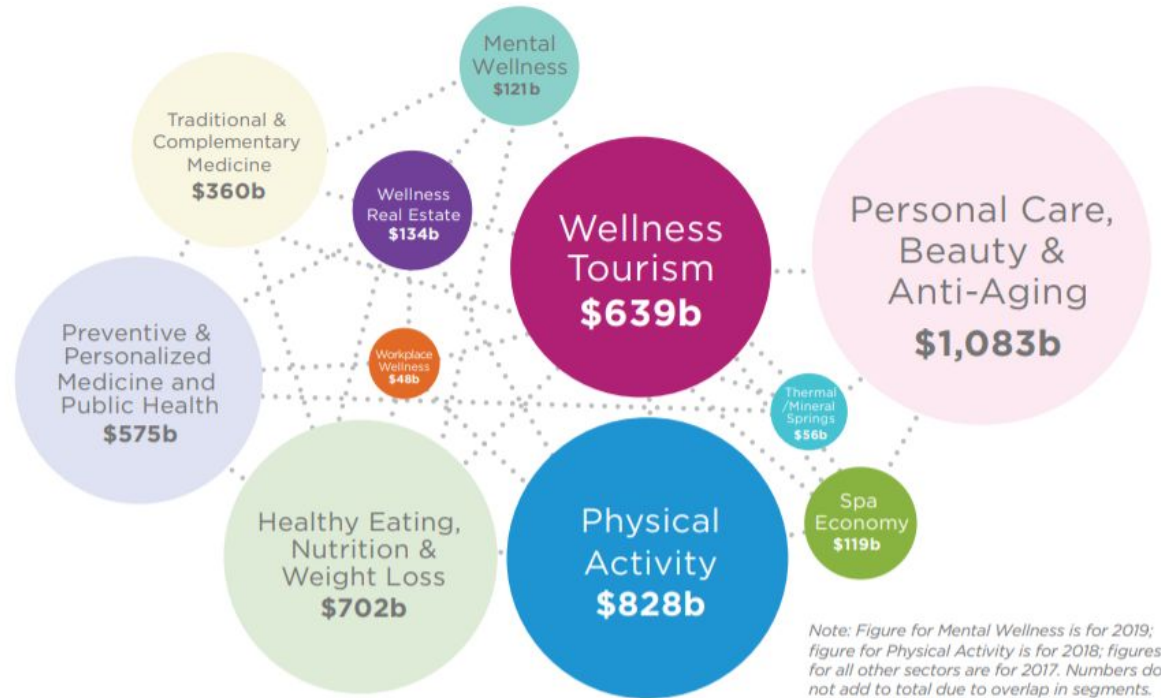 Mental
Wellness
$121b
Traditional &
Complementary
Medicine
$360b
Wellness
Real Estate
$134b
Wellness
Tourism
$639b
Personal Care,
Beauty &
Anti-Aging
$1,083b
Preventive &
Personalized
Medicine and
Public Health
$575b
Workplace
Wellness
$48b
Thermal
/Mineral
Springs
$56b
Healthy Eating,
Nutrition &
Weight Loss
$702b
Physical
Activity
$828b
Spa
Economy
$119b
Note: Figure for Mental Wellness is for 2019;
figure for Physical Activity is for 2018; figures
for all other sectors are for 2017. Numbers do
not add to total due to overlap in segments.